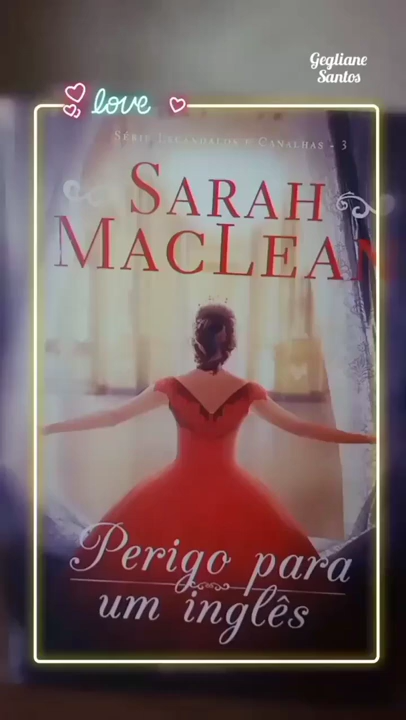 Gegliane
Santos
love
SÉRIE ESCÂNDALOS E CANALHAS - 3
SARAH
MACLEAN
Perigo para
um inglês